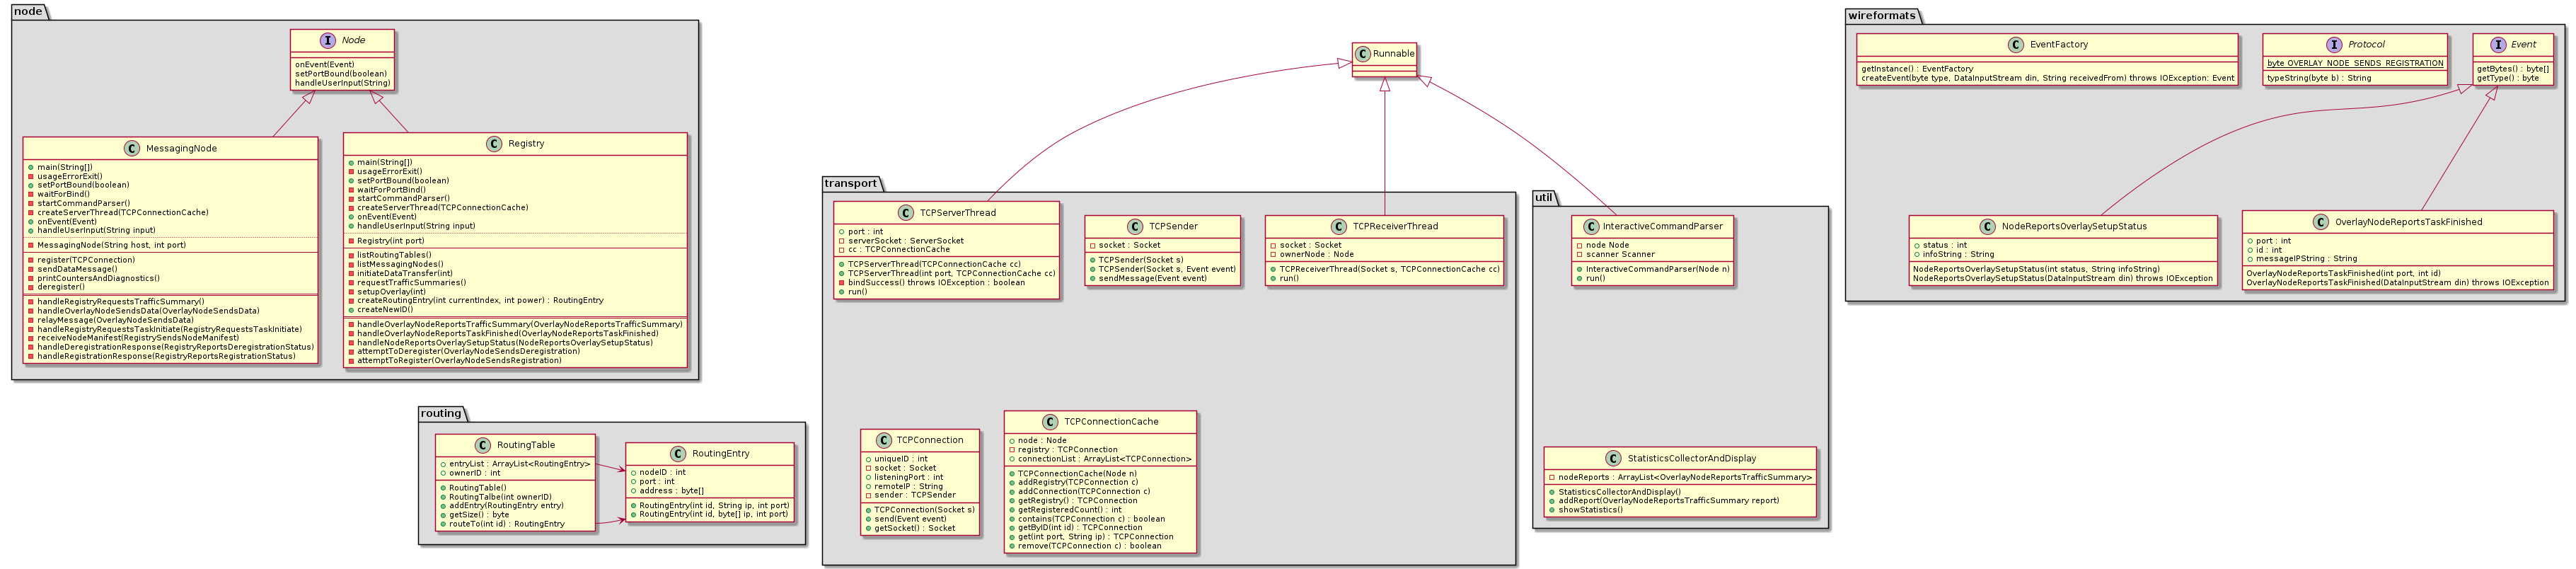 node
I Node
onEvent(Event)
setPortBound(boolean)
handleUserInput(String)
C MessagingNode
main(String[])
usageErrorExit()
setPortBound(boolean)
waitForBind()
startCommandParser()
createServerThread(TCPConnectionCache)
onEvent(Event)
handleUserInput(String input)
MessagingNode(String host, int port)
register(TCPConnection)
sendDataMessage()
printCountersAndDiagnostics()
deregister()
handleRegistryRequestsTrafficSummary()
handleOverlayNodeSendsData(OverlayNodeSendsData)
relayMessage(OverlayNodeSendsData)
handleRegistryRequestsTaskInitiate(RegistryRequestsTaskInitiate)
receiveNodeManifest(RegistrySendsNodeManifest)
handleDeregistrationResponse(RegistryReportsDeregistrationStatus)
handleRegistrationResponse(RegistryReportsRegistrationStatus)
C Registry
main(String[])
usageErrorExit()
setPortBound(boolean)
waitForPortBind()
startCommandParser()
createServerThread(TCPConnectionCache)
onEvent(Event)
handleUserInput(String input)
Registry(int port)
listRoutingTables()
listMessagingNodes()
initiateDataTransfer(int)
requestTrafficSummaries()
setupOverlay(int)
createRoutingEntry(int currentIndex, int power) : RoutingEntry
createNewID()
handleOverlayNodeReportsTrafficSummary(OverlayNodeReportsTrafficSummary)
handleOverlayNodeReportsTaskFinished(OverlayNodeReportsTaskFinished)
handleNodeReportsOverlaySetupStatus(NodeReportsOverlaySetupStatus)
attemptToDeregister(OverlayNodeSendsDeregistration)
attemptToRegister(OverlayNodeSendsRegistration)
routing
C RoutingTable
entryList : ArrayList<RoutingEntry>
ownerID : int
RoutingTable()
RoutingTalbe(int ownerID)
addEntry(RoutingEntry entry)
getSize() : byte
routeTo(int id) : RoutingEntry
C RoutingEntry
nodeID : int
port : int
address : byte[]
RoutingEntry(int id, String ip, int port)
RoutingEntry(int id, byte[] ip, int port)
C Runnable
transport
C TCPServerThread
port : int
serverSocket : ServerSocket
cc : TCPConnectionCache
TCPServerThread(TCPConnectionCache cc)
TCPServerThread(int port, TCPConnectionCache cc)
bindSuccess() throws IOException : boolean
run()
C TCPSender
socket : Socket
TCPSender(Socket s)
TCPSender(Socket s, Event event)
sendMessage(Event event)
C TCPReceiverThread
socket : Socket
ownerNode : Node
TCPReceiverThread(Socket s, TCPConnectionCache cc)
run()
C TCPConnection
uniqueID : int
socket : Socket
listeningPort : int
remoteIP : String
sender : TCPSender
TCPConnection(Socket s)
send(Event event)
getSocket() : Socket
C TCPConnectionCache
node : Node
registry : TCPConnection
connectionList : ArrayList<TCPConnection>
TCPConnectionCache(Node n)
addRegistry(TCPConnection c)
addConnection(TCPConnection c)
getRegistry() : TCPConnection
getRegisteredCount() : int
contains(TCPConnection c) : boolean
getByID(int id) : TCPConnection
get(int port, String ip) : TCPConnection
remove(TCPConnection c) : boolean
util
C InteractiveCommandParser
node Node
scanner Scanner
InteractiveCommandParser(Node n)
run()
C StatisticsCollectorAndDisplay
nodeReports : ArrayList<OverlayNodeReportsTrafficSummary>
StatisticsCollectorAndDisplay()
addReport(OverlayNodeReportsTrafficSummary report)
showStatistics()
wireformats
C EventFactory
getInstance() : EventFactory
createEvent(byte type, DataInputStream din, String receivedFrom) throws IOException: Event
I Protocol
byte OVERLAY_NODE_SENDS_REGISTRATION
typeString(byte b) : String
I Event
getBytes() : byte[]
getType() : byte
C NodeReportsOverlaySetupStatus
status : int
infoString : String
NodeReportsOverlaySetupStatus(int status, String infoString)
NodeReportsOverlaySetupStatus(DataInputStream din) throws IOException
C OverlayNodeReportsTaskFinished
port : int
id : int
messageIPString : String
OverlayNodeReportsTaskFinished(int port, int id)
OverlayNodeReportsTaskFinished(DataInputStream din) throws IOException